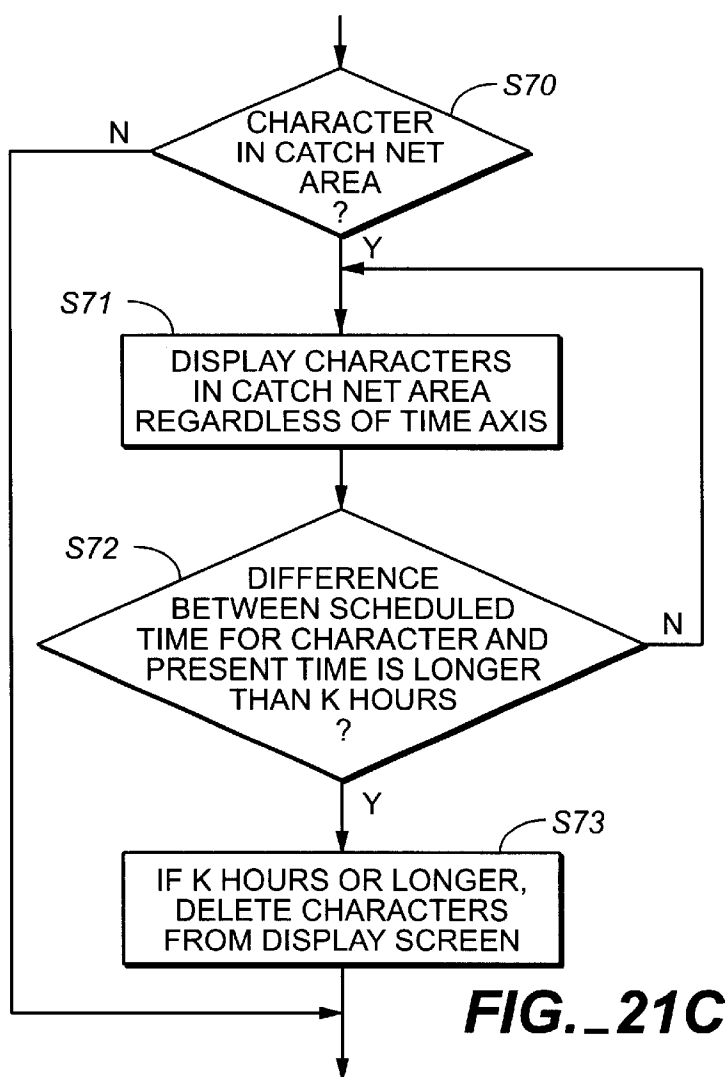 S70
N
CHARACTER
IN CATCH NET
AREA
?
Y
S71
DISPLAY CHARACTERS
IN CATCH NET AREA
REGARDLESS OF TIME AXIS
S72
DIFFERENCE
BETWEEN SCHEDULED
TIME FOR CHARACTER AND
PRESENT TIME IS LONGER
THAN K HOURS
?
N
Y
S73
IF K HOURS OR LONGER,
DELETE CHARACTERS
FROM DISPLAY SCREEN
FIG._21C